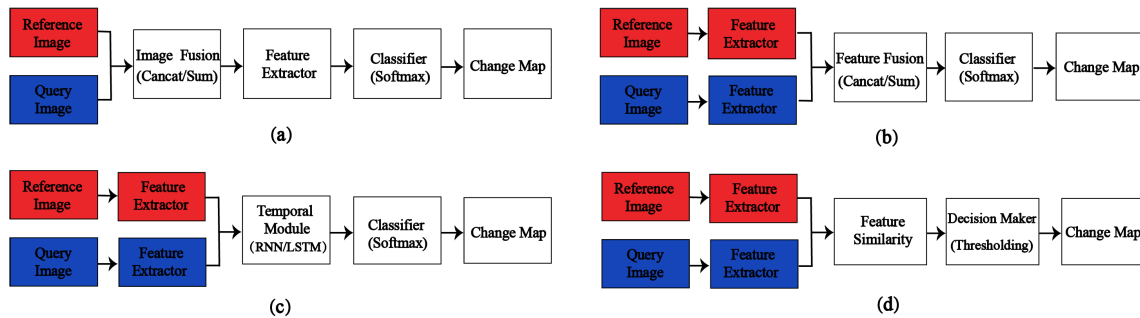 Reference
Image
Query
Image
Image Fusion
(Cancat/Sum)
Feature
Extractor
Classifier
(Softmax)
Change Map
(a)
Reference
Image
Feature
Extractor
Query
Image
Feature
Extractor
Feature Fusion
(Cancat/Sum)
Classifier
(Softmax)
Change Map
(b)
Reference
Image
Feature
Extractor
Query
Image
Feature
Extractor
Temporal
Module
(RNN/LSTM)
Classifier
(Softmax)
Change Map
(c)
Reference
Image
Feature
Extractor
Query
Image
Feature
Extractor
Feature
Similarity
Decision Maker
(Thresholding)
Change Map
(d)